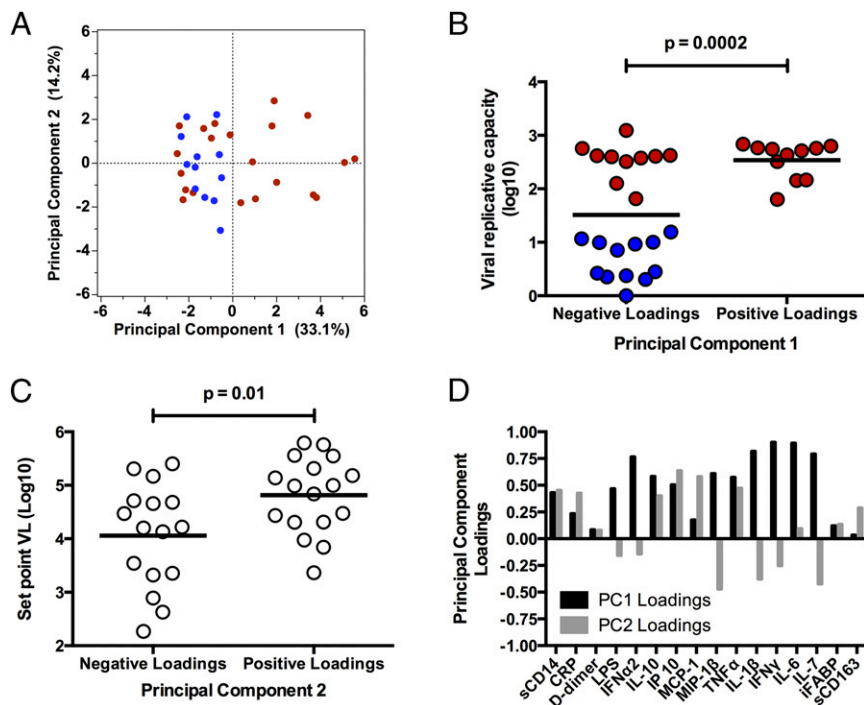 A
6
4
2
0
-2
-4
-6
Principal Component 2 (14.2%)
-6 -4 -2 0 2 4 6
Principal Component 1 (33.1%)
B
p = 0.0002
4
3
2
1
0
Viral replicative capacity
(log10)
Negative Loadings Positive Loadings
Principal Component 1
C
p = 0.01
6
5
4
3
2
Set point VL (Log10)
Negative Loadings Positive Loadings
Principal Component 2
D
1.00
0.75
0.50
0.25
0.00
-0.25
-0.50
-0.75
-1.00
Principal Component
Loadings
PC1 Loadings
PC2 Loadings
sCD14
CRP
D-dimer
LPS
IFNα2
IL-10
IP 10
MCP-1
MIP-1β
TNFα
IL-1β
IFNγ
IL-6
IL-7
iFABP
sCD163